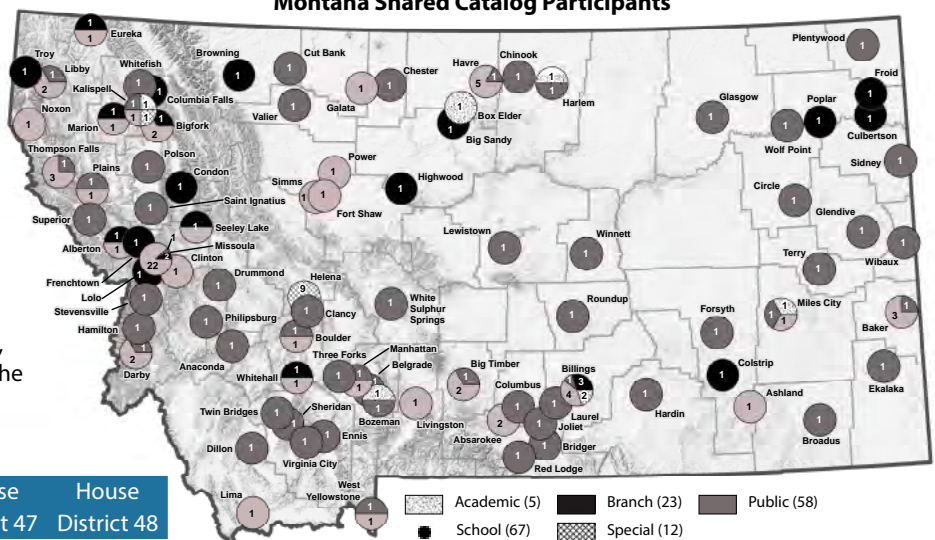 Montana Shared Catalog Participants
Eureka
Troy
Libby
Whitefish
Kalispell
Columbia Falls
Browning
Cut Bank
Valier
Galata
Chester
Havre
Chinook
Harlem
Box Elder
Big Sandy
Plentywood
Froid
Glasgow
Poplar
Wolf Point
Culbertson
Sidney
Noxon
Marion
Bigfork
Thompson Falls
Plains
Polson
Condon
Power
Simms
Fort Shaw
Highwood
Saint Ignatius
Superior
Seeley Lake
Alberton
Missoula
Clinton
Frenchtown
Lolo
Stevensville
Hamilton
Darby
Drummond
Philipsburg
Anaconda
Helena
Clancy
Boulder
White
Sulphur
Springs
Lewistown
Winnett
Circle
Glendive
Wibaux
Terry
Miles City
Baker
Roundup
Forsyth
Colstrip
Ashland
Ekalaka
Broadus
Hardin
Whitehall
Three Forks
Manhattan
Belgrade
Bozeman
Livingston
Big Timber
Columbus
Billings
Laurel
Joliet
Absarokee
Bridger
Red Lodge
Twin Bridges
Sheridan
Ennis
Dillon
Virginia City
Lima
West
Yellowstone
Academic (5)
Branch (23)
Public (58)
School (67)
Special (12)
he
se
House
t 47
District 48